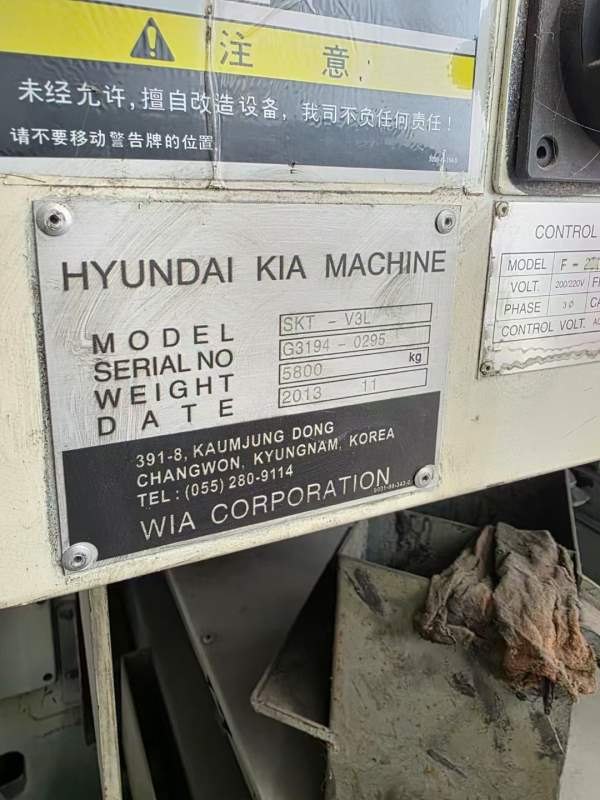 注 意
未经允许,擅自改造设备,我司不负任何责任!
请不要移动警告牌的位置
HYUNDAI KIA MACHINE
MODEL SKT - V3L
SERIAL NO G3194 - 0295
WEIGHT 5800 kg
DATE 2013 11
391-8, KAUMJUNG DONG
CHANGWON, KYUNGNAM, KOREA
TEL : (055) 280-9114
WIA CORPORATION
CONTROL
MODEL F -
VOLT. 200/220V
PHASE 3Ø
CONTROL VOLT.